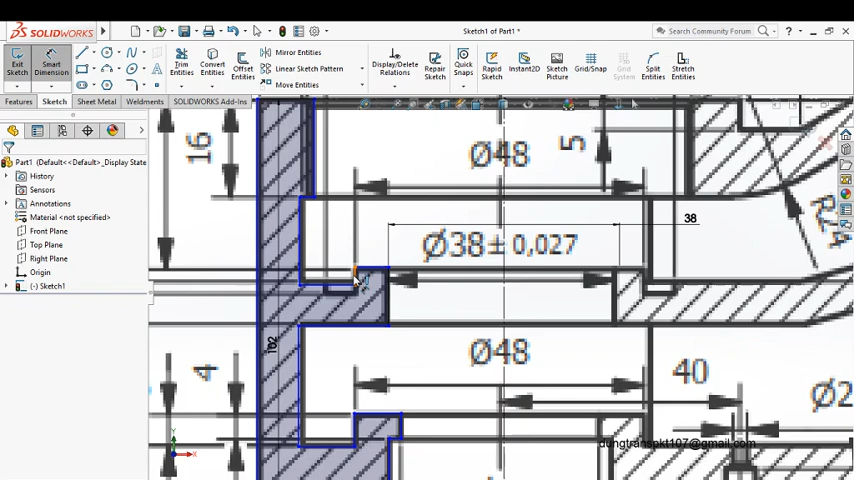 SOLIDWORKS
Sketch1 of Part1 *
Search Community Forum
Exit Sketch
Smart Dimension
Trim Entities
Convert Entities
Offset Entities
Mirror Entities
Linear Sketch Pattern
Move Entities
Display/Delete Relations
Repair Sketch
Quick Snaps
Rapid Sketch
Instant2D
Sketch Picture
Grid/Snap
Grid System
Split Entities
Stretch Entities
Features
Sketch
Sheet Metal
Weldments
SOLIDWORKS Add-Ins
Part1 (Default<<Default>_Display State
History
Sensors
Annotations
Material <not specified>
Front Plane
Top Plane
Right Plane
Origin
(-) Sketch1
16
Ø48
5
38
Ø38± 0,027
R24
102
Ø48
4
40
Ø2
dungtranspkt107@gmail.com
Y
X